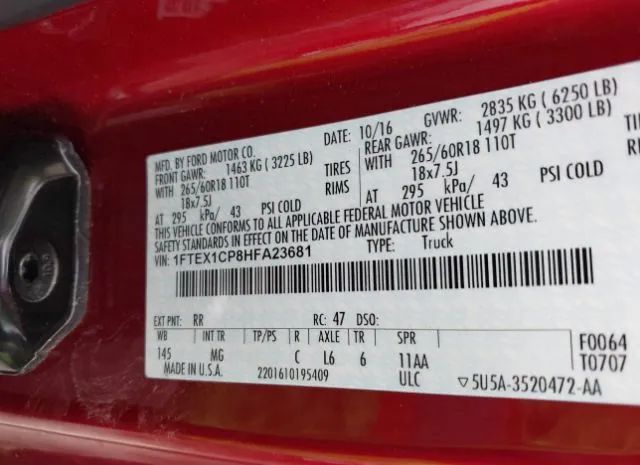 MFD. BY FORD MOTOR CO. DATE: 10/16 GVWR: 2835 KG ( 6250 LB)
FRONT GAWR: 1463 KG ( 3225 LB) REAR GAWR: 1497 KG ( 3300 LB)
WITH 265/60R18 110T TIRES WITH 265/60R18 110T TIR
18x7.5J RIMS 18x7.5J RI
AT 295 kPa/ 43 PSI COLD AT 295 kPa/ 43 PSI COLD
THIS VEHICLE CONFORMS TO ALL APPLICABLE FEDERAL MOTOR VEHICLE
SAFETY STANDARDS IN EFFECT ON THE DATE OF MANUFACTURE SHOWN ABOVE.
VIN: 1FTEX1CP8HFA23681 TYPE: Truck
EXT PNT: RR RC: 47 DSO:
WB INT TR TP/PS R AXLE TR SPR F0064
145 MG C L6 6 11AA T0707
MADE IN U.S.A. 2201610195409 ULC ▽5U5A-3520472-AA